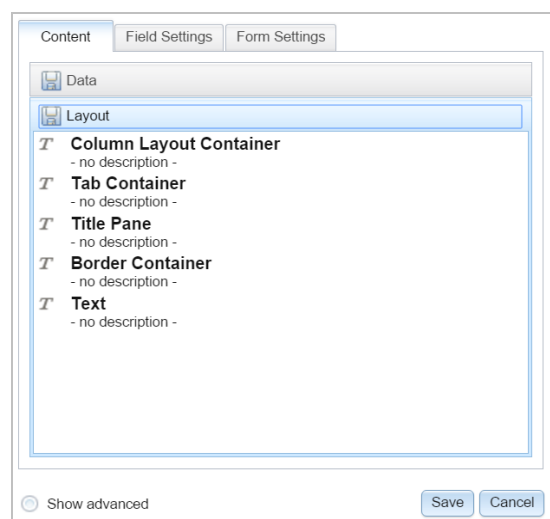 Content Field Settings Form Settings
Data
Layout
T Column Layout Container
- no description -
T Tab Container
- no description -
T Title Pane
- no description -
T Border Container
- no description -
T Text
- no description -
Show advanced Save Cancel